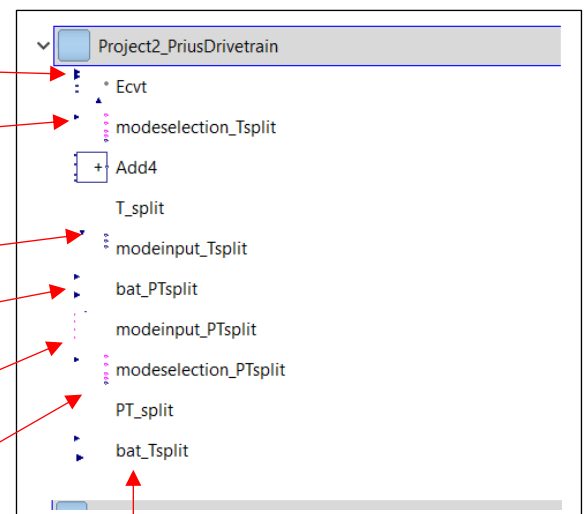 Project2_PriusDrivetrain
Ecvt
modeselection_Tsplit
+ Add4
T_split
modeinput_Tsplit
bat_PTsplit
modeinput_PTsplit
modeselection_PTsplit
PT_split
bat_Tsplit